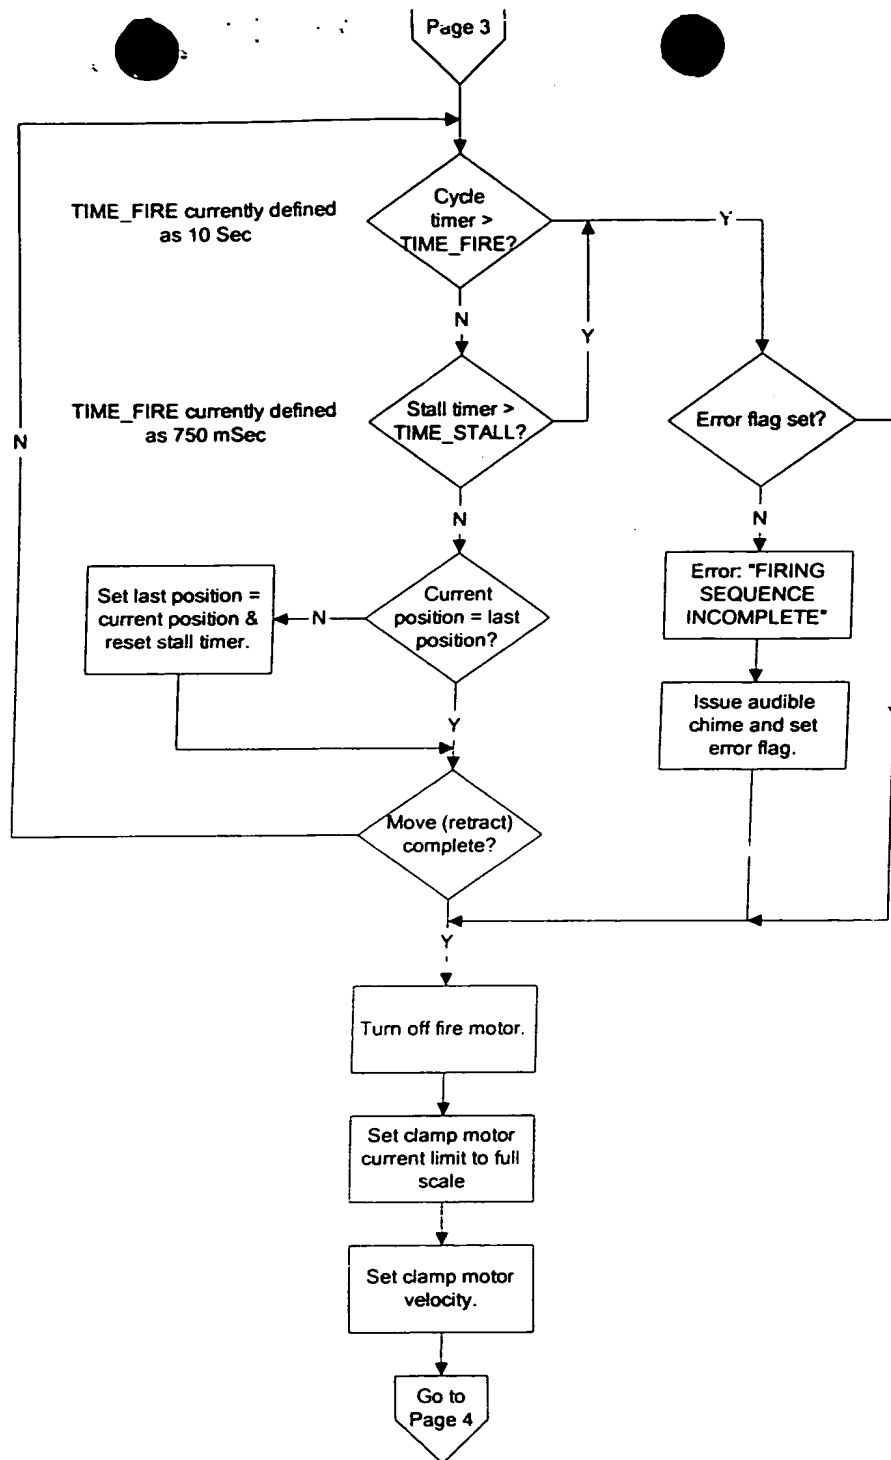 Page 3
Cycle
timer >
TIME_FIRE?
TIME_FIRE currently defined
as 10 Sec
Y
N
Y
Stall timer >
TIME_STALL?
TIME_FIRE currently defined
as 750 mSec
Error flag set?
N
N
N
Error: "FIRING
SEQUENCE
INCOMPLETE"
Set last position =
current position &
reset stall timer.
N
Current
position = last
position?
Issue audible
chime and set
error flag.
Y
Move (retract)
complete?
Y
Turn off fire motor.
Set clamp motor
current limit to full
scale
Set clamp motor
velocity.
Go to
Page 4